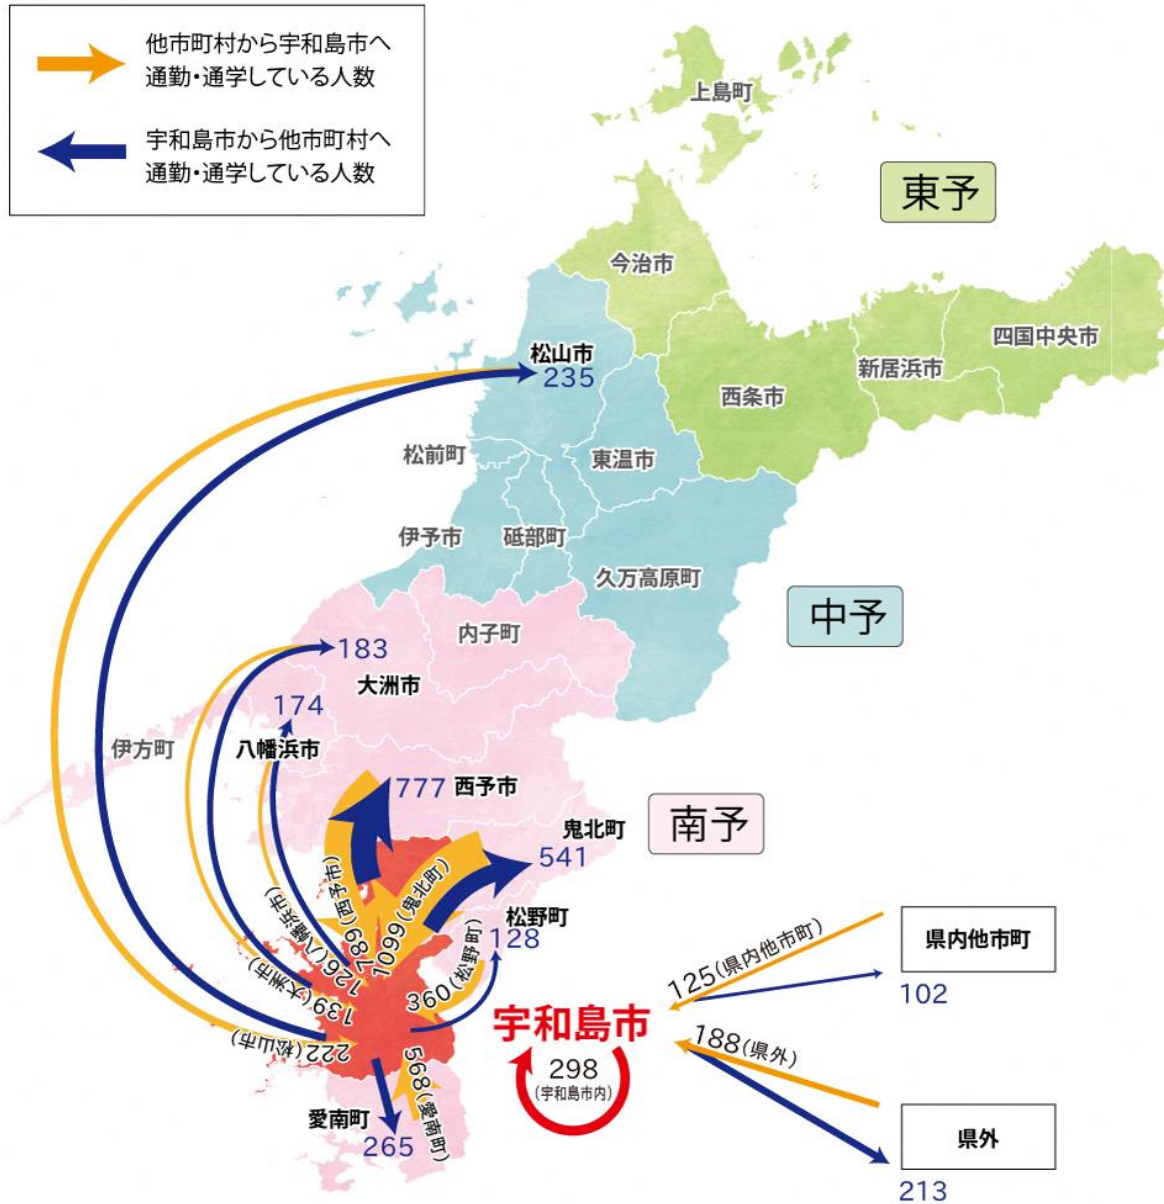 他市町村から宇和島市へ
通勤・通学している人数
宇和島市から他市町村へ
通勤・通学している人数
上島町
東予
今治市
四国中央市
新居浜市
西条市
松山市
235
東温市
松前町
伊予市
砥部町
久万高原町
中予
内子町
183
大洲市
174
八幡浜市
伊方町
777
西予市
南予
鬼北町
541
松野町
128
789(西予市)
1099(鬼北町)
126(八幡浜市)
139(大洲市)
360(松野町)
222(松山市)
568(愛南町)
愛南町
265
宇和島市
298
(宇和島市内)
県内他市町
125(県内他市町)
102
188(県外)
県外
213